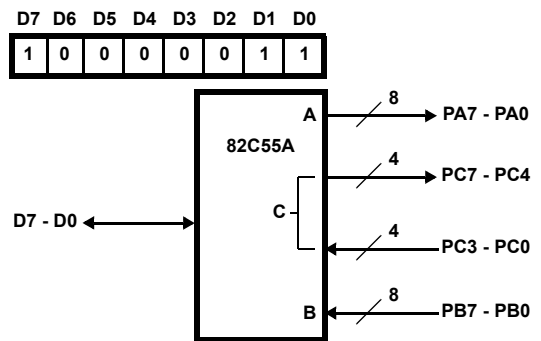 D7 D6 D5 D4 D3 D2 D1 D0
1 0 0 0 0 0 1 1
A 8 PA7 - PA0
82C55A
4 PC7 - PC4
C
D7 - D0
4 PC3 - PC0
B 8 PB7 - PB0